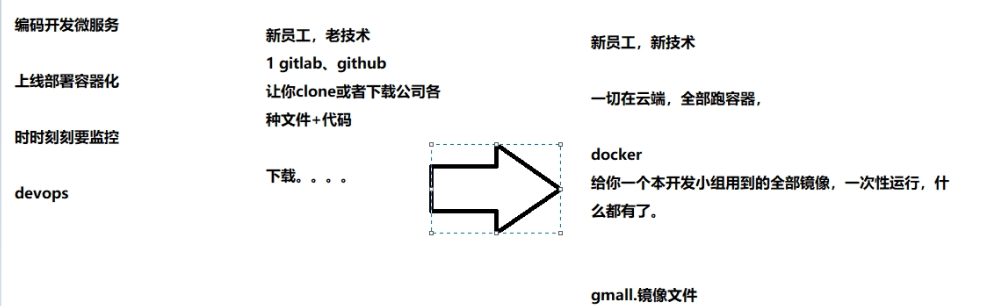 编码开发微服务
上线部署容器化
时时刻刻要监控
devops
新员工，老技术
1 gitlab、github
让你clone或者下载公司各
种文件+代码
下载。。。。
新员工，新技术
一切在云端，全部跑容器，
docker
给你一个本开发小组用到的全部镜像，一次性运行，什
么都有了。
gmall.镜像文件